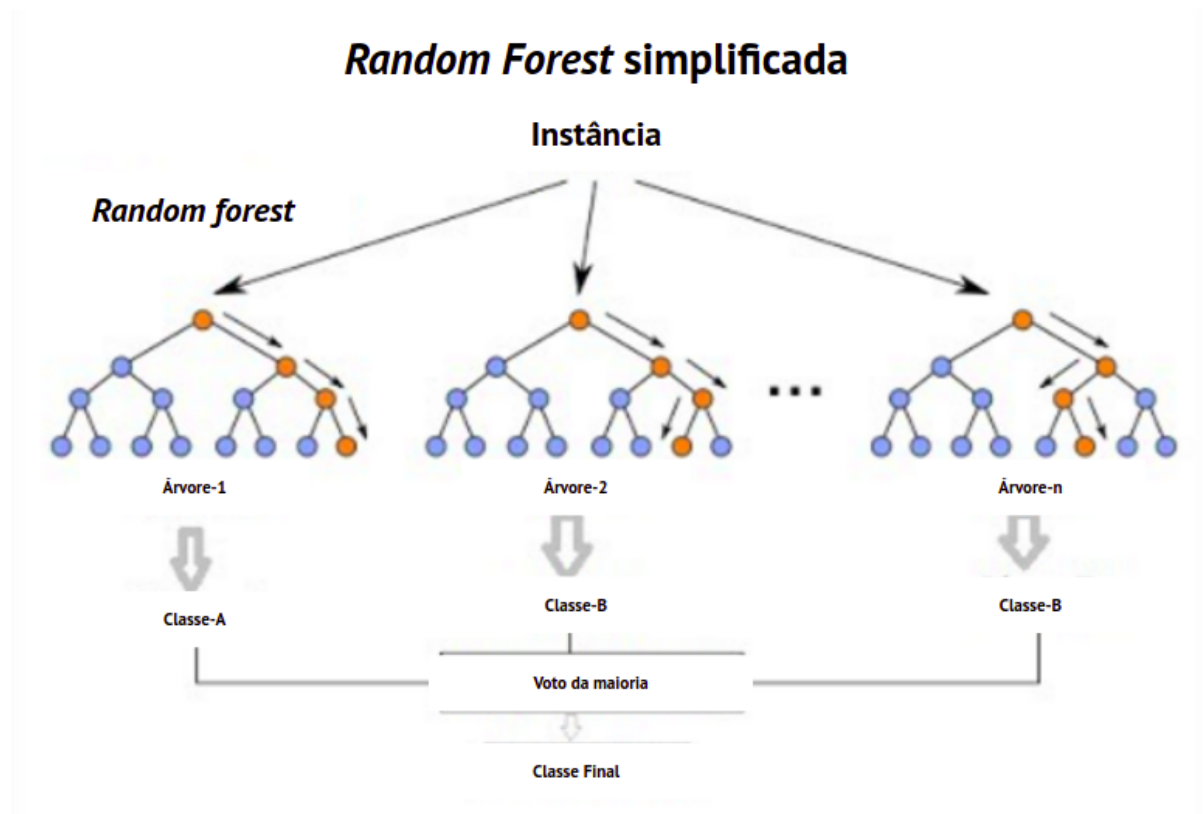 Random Forest simplificada
Instância
Random forest
...
Árvore-1
Árvore-2
Árvore-n
Classe-A
Classe-B
Classe-B
Voto da maioria
Classe Final